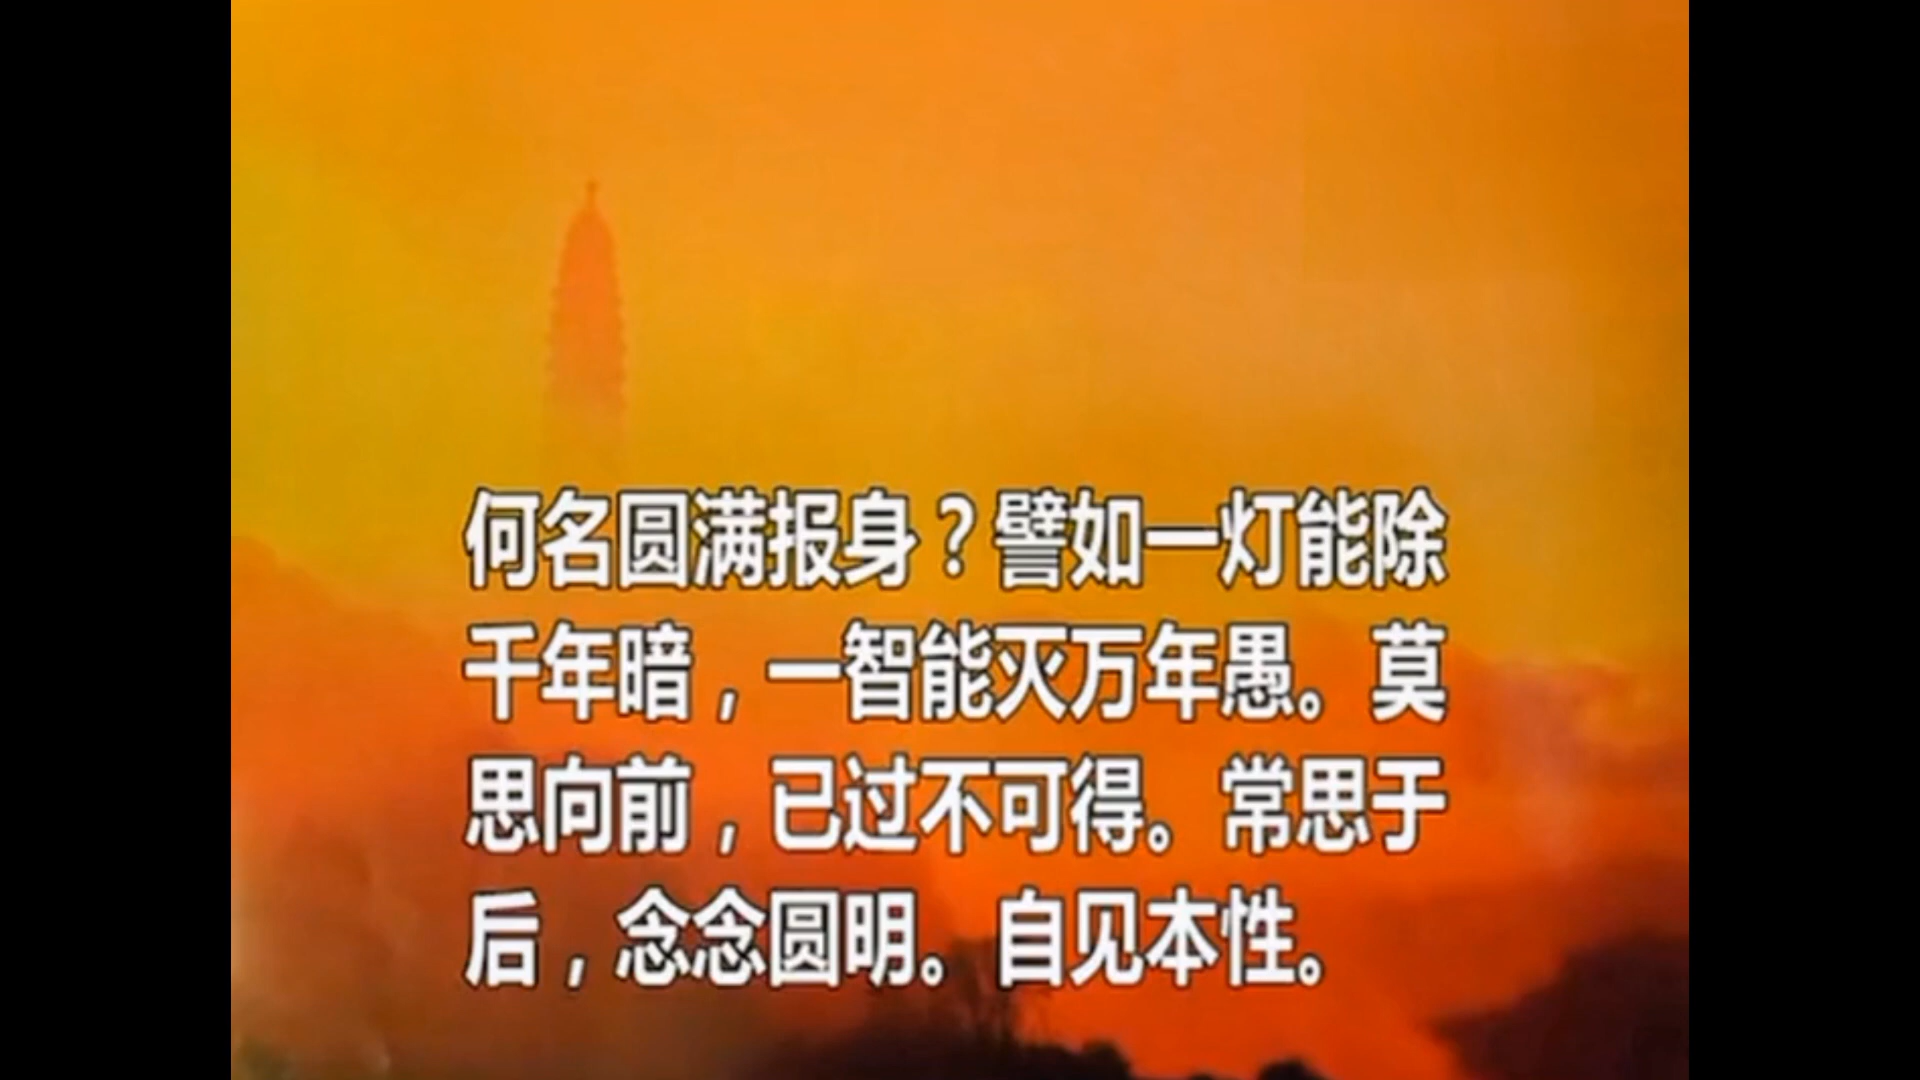 何名圆满报身？譬如一灯能除
千年暗，一智能灭万年愚。莫
思向前，已过不可得。常思于
后，念念圆明。自见本性。